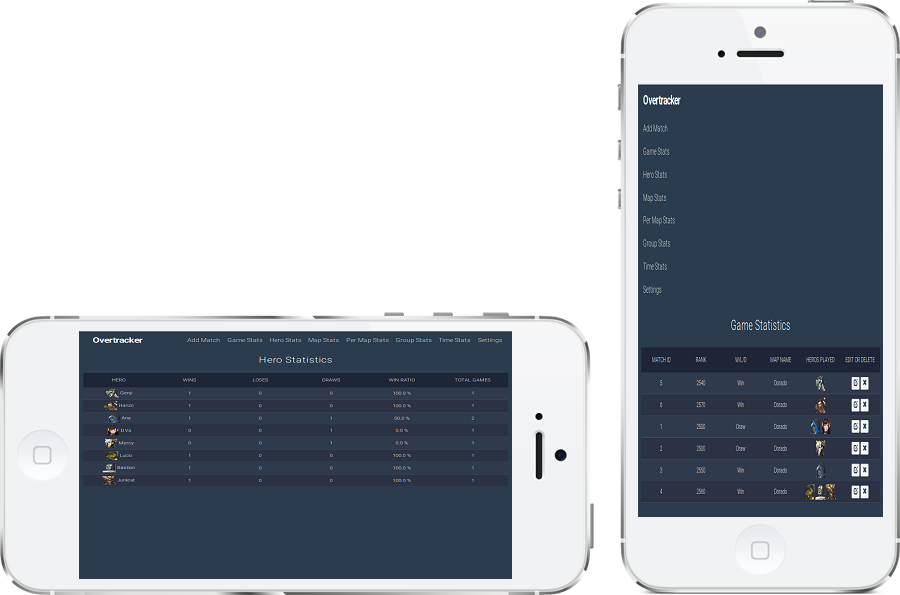 Overtracker Add Match Game Stats Hero Stats Map Stats Per Map Stats Group Stats Time Stats Settings
Hero Statistics
HERO WINS LOSES DRAWS WIN RATIO TOTAL GAMES
Genji 1 0 0 100.0 % 1
Hanzo 1 0 0 100.0 % 1
Ana 1 0 1 50.0 % 2
D.Va 0 0 1 0.0 % 1
Mercy 0 0 1 0.0 % 1
Lucio 1 0 0 100.0 % 1
Bastion 1 0 0 100.0 % 1
Junkrat 1 0 0 100.0 % 1
Overtracker
Add Match
Game Stats
Hero Stats
Map Stats
Per Map Stats
Group Stats
Time Stats
Settings
Game Statistics
MATCH ID RANK W/L/D MAP NAME HEROS PLAYED EDIT OR DELETE
5 2540 Win Dorado
6 2570 Win Dorado
1 2500 Draw Dorado
2 2500 Draw Dorado
3 2550 Win Dorado
4 2560 Win Dorado